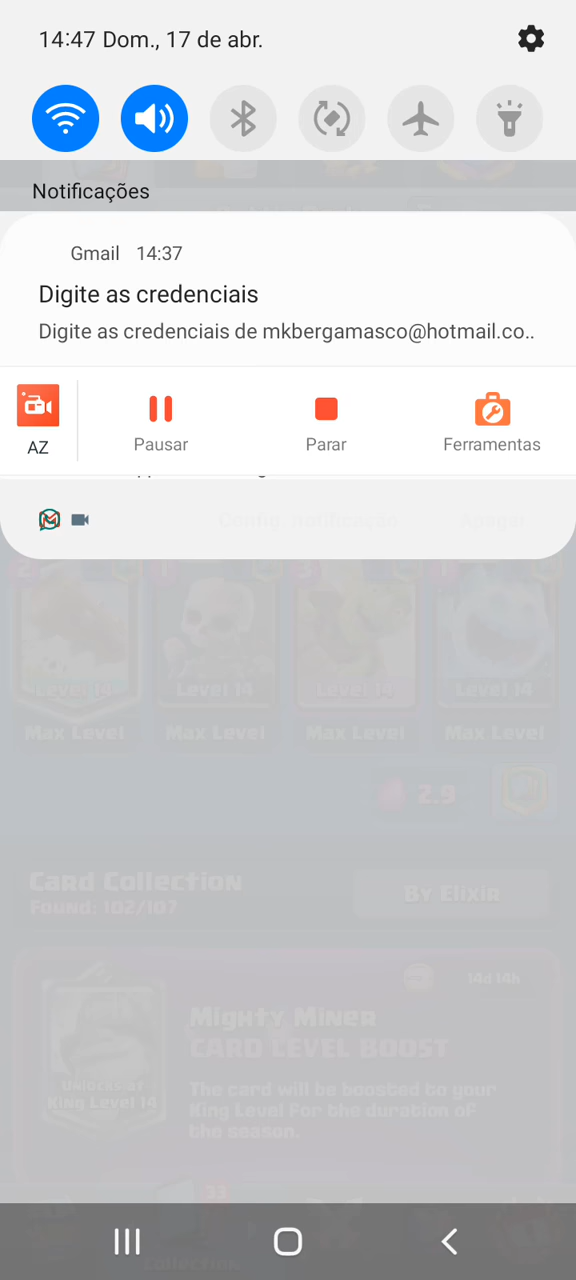 14:47 Dom., 17 de abr.
Notificações
Gmail 14:37
Digite as credenciais
Digite as credenciais de mkbergamasco@hotmail.co..
AZ
Pausar
Parar
Ferramentas
Config. notificação Apagar
Level 14 Level 14 Level 14 Level 14
Max Level Max Level Max Level Max Level
2.9
Card Collection
Found: 102/107
By Elixir
14d 14h
Mighty Miner
CARD LEVEL BOOST
Unlocks at
King Level 14
The card will be boosted to your
King Level for the duration of
the season.
33
Collection